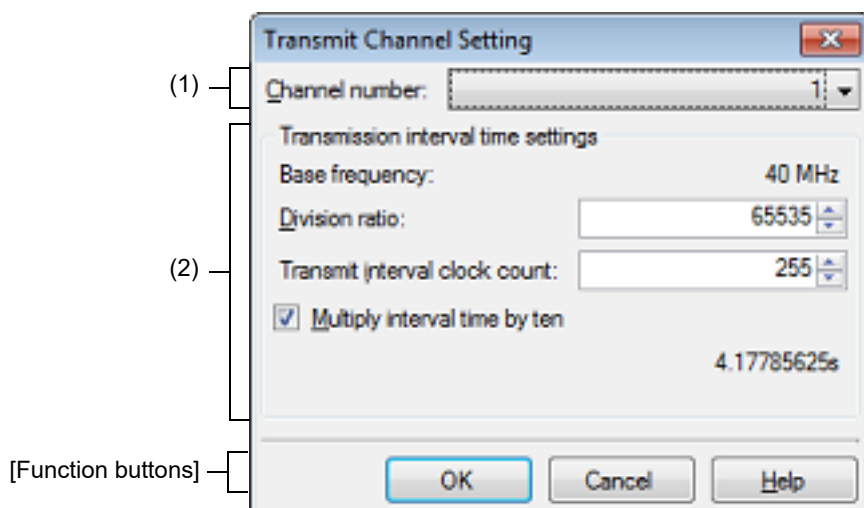 Transmit Channel Setting
(1)
Channel number: 1
Transmission interval time settings
Base frequency: 40 MHz
Division ratio: 65535
(2)
Transmit interval clock count: 255
Multiply interval time by ten
4.17785625s
[Function buttons]
OK Cancel Help